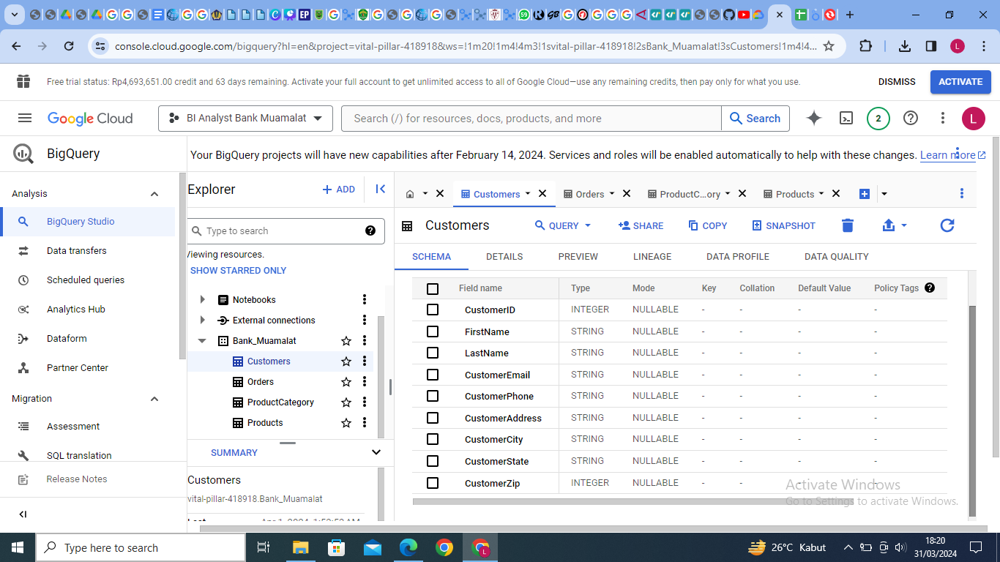 console.cloud.google.com/bigquery?hl=en&project=vital-pillar-418918&ws=!1m20!1m4!4m3!1svital-pillar-418918!2sBank_Muamalat!3sCustomers!1m4!4...
L
Free trial status: Rp4,693,651.00 credit and 63 days remaining. Activate your full account to get unlimited access to all of Google Cloud—use any remaining credits, then pay only for what you use.
DISMISS
ACTIVATE
Google Cloud
BI Analyst Bank Muamalat
Search (/) for resources, docs, products, and more
Search
2
L
BigQuery
Your BigQuery projects will have new capabilities after February 14, 2024. Services and roles will be enabled automatically to help with these changes. Learn more
Analysis
BigQuery Studio
Data transfers
Scheduled queries
Analytics Hub
Dataform
Partner Center
Migration
Assessment
SQL translation
Release Notes
Explorer
+ ADD
Type to search
Viewing resources.
SHOW STARRED ONLY
Notebooks
External connections
Bank_Muamalat
Customers
Orders
ProductCategory
Products
SUMMARY
Customers
vital-pillar-418918.Bank_Muamalat
Customers
Orders
ProductC...ory
Products
Customers
QUERY
SHARE
COPY
SNAPSHOT
SCHEMA DETAILS PREVIEW LINEAGE DATA PROFILE DATA QUALITY
Field name Type Mode Key Collation Default Value Policy Tags
CustomerID INTEGER NULLABLE - - - -
FirstName STRING NULLABLE - - - -
LastName STRING NULLABLE - - - -
CustomerEmail STRING NULLABLE - - - -
CustomerPhone STRING NULLABLE - - - -
CustomerAddress STRING NULLABLE - - - -
CustomerCity STRING NULLABLE - - - -
CustomerState STRING NULLABLE - - - -
CustomerZip INTEGER NULLABLE - - - -
Activate Windows
Go to Settings to activate Windows.
Type here to search
26°C Kabut
18:20
31/03/2024